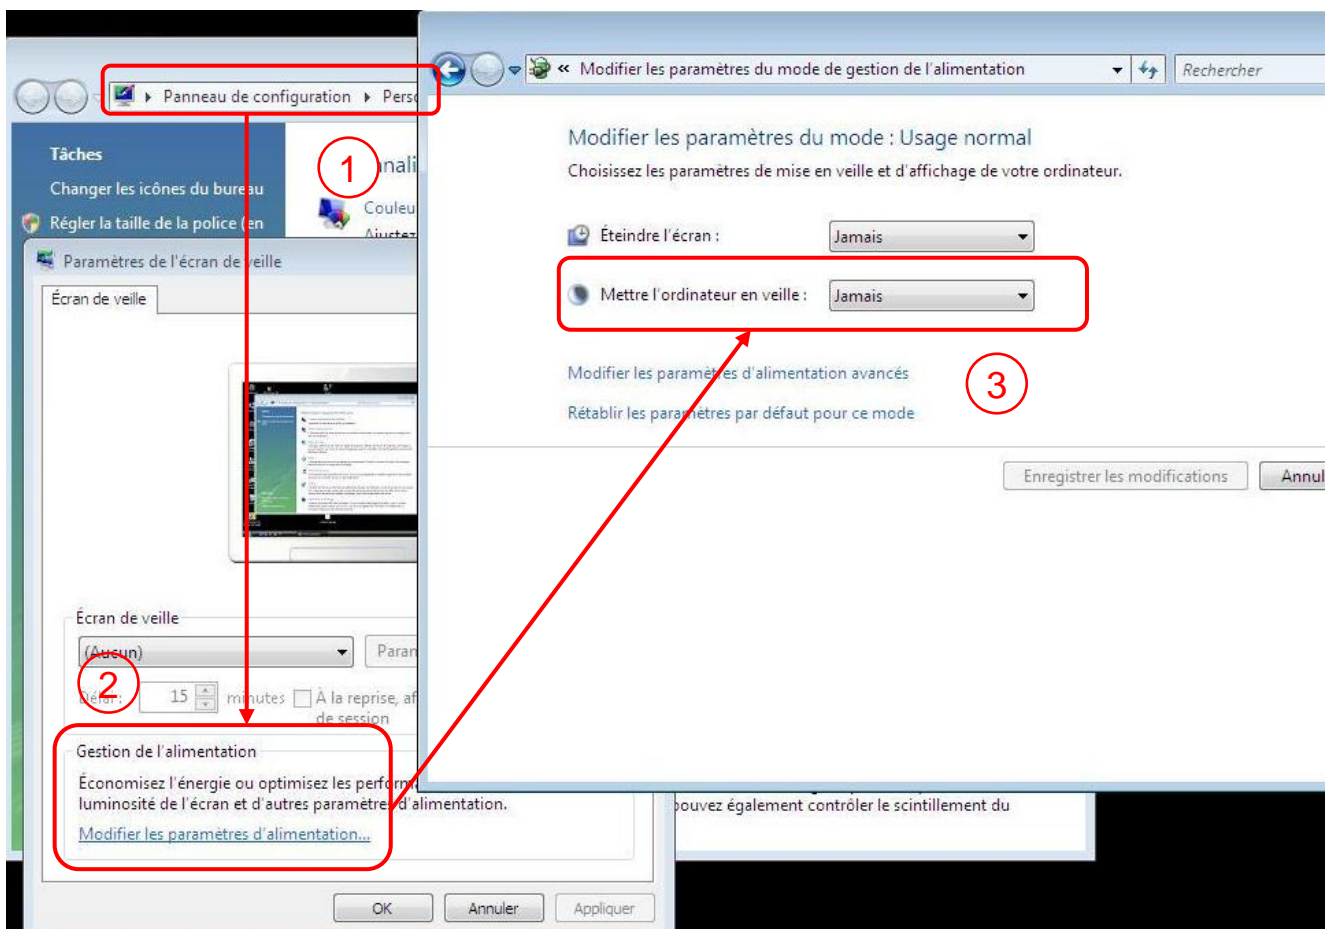 Panneau de configuration
Tâches
Changer les icônes du bureau
Régler la taille de la police (en
1
Couleu
Ajustez
Paramètres de l'écran de veille
Écran de veille
Écran de veille
(Aucun)
2
Délai :
15
minutes
À la reprise, af
de session
Gestion de l'alimentation
Économisez l'énergie ou optimisez les perform
luminosité de l'écran et d'autres paramètres d'alimentation.
Modifier les paramètres d'alimentation...
OK
Annuler
Appliquer
« Modifier les paramètres du mode de gestion de l'alimentation
Rechercher
Modifier les paramètres du mode : Usage normal
Choisissez les paramètres de mise en veille et d'affichage de votre ordinateur.
Éteindre l'écran :
Jamais
Mettre l'ordinateur en veille :
Jamais
3
Modifier les paramètres d'alimentation avancés
Rétablir les paramètres par défaut pour ce mode
Enregistrer les modifications
Annul
pouvez également contrôler le scintillement du